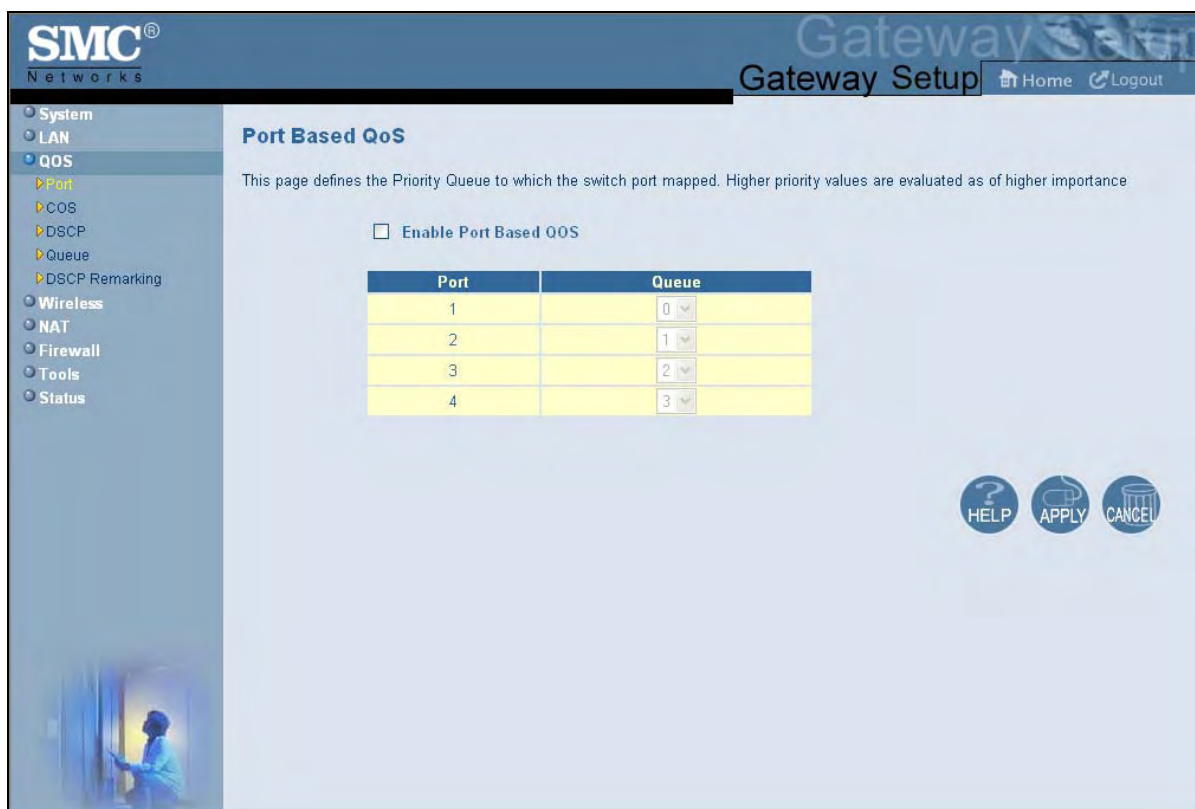 SMC®
Networks
Gateway Setup
Gateway Setup
Home
Logout
System
LAN
QOS
Port
COS
DSCP
Queue
DSCP Remarking
Wireless
NAT
Firewall
Tools
Status
Port Based QoS
This page defines the Priority Queue to which the switch port mapped. Higher priority values are evaluated as of higher importance
Enable Port Based QOS
Port Queue
1 0
2 1
3 2
4 3
HELP APPLY CANCEL